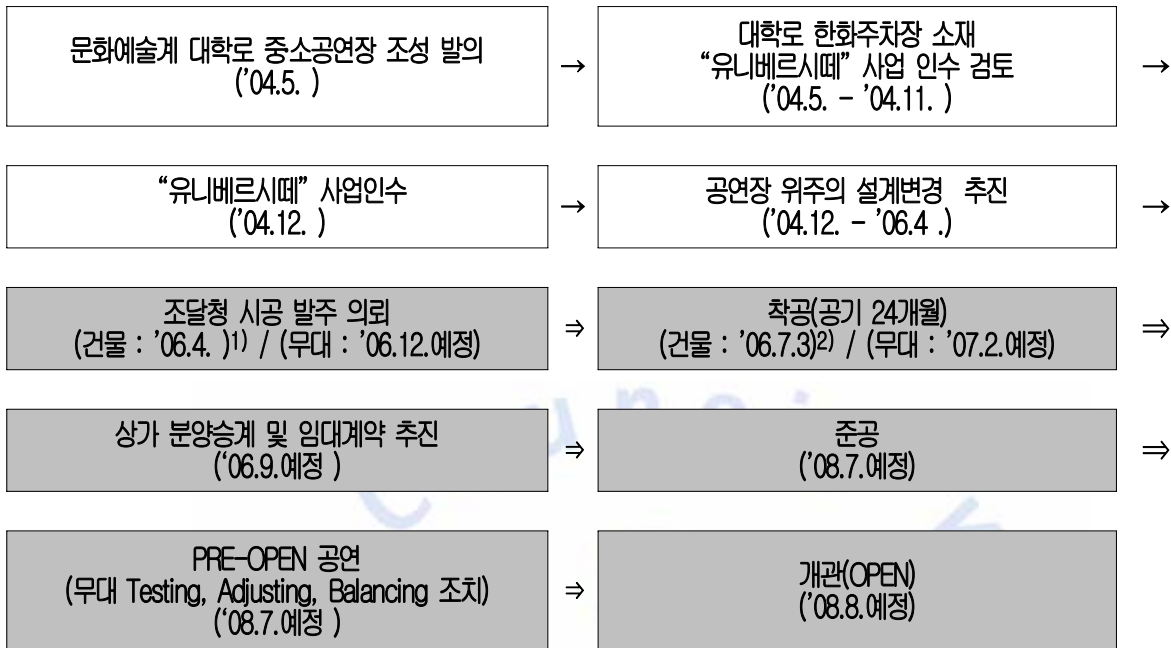 문화예술계 대학로 중소공연장 조성 발의
('04.5. )
→
대학로 한화주차장 소재
“유니베르시떼” 사업 인수 검토
('04.5. - '04.11. )
→
“유니베르시떼” 사업인수
('04.12. )
→
공연장 위주의 설계변경 추진
('04.12. - '06.4 .)
→
조달청 시공 발주 의뢰
(건물 : '06.4. )1) / (무대 : '06.12.예정)
⇒
착공(공기 24개월)
(건물 : '06.7.3)2) / (무대 : '07.2.예정)
⇒
상가 분양승계 및 임대계약 추진
(‘06.9.예정 )
⇒
준공
('08.7.예정)
⇒
PRE-OPEN 공연
(무대 Testing, Adjusting, Balancing 조치)
(‘08.7.예정 )
⇒
개관(OPEN)
('08.8.예정)